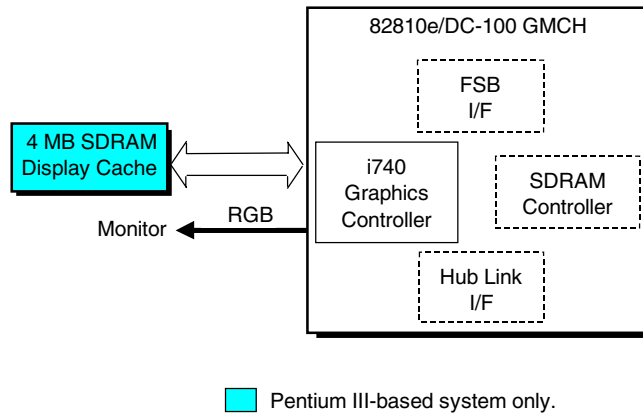 82810e/DC-100 GMCH
FSB
I/F
4 MB SDRAM
Display Cache
i740
Graphics
Controller
SDRAM
Controller
RGB
Monitor
Hub Link
I/F
Pentium III-based system only.